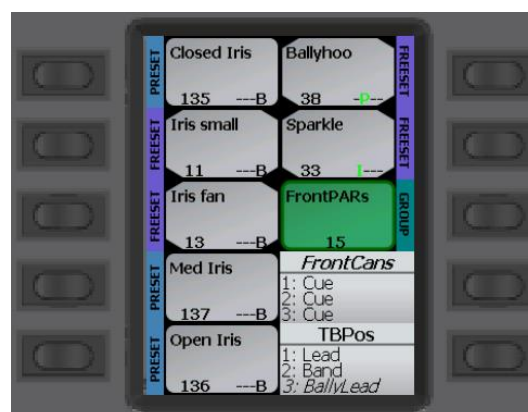 PRESET
Closed Iris
135 ---B
Ballyhoo
38 -P--
FREESET
FREESET
Iris small
11 ---B
Sparkle
33 I---
FREESET
FREESET
Iris fan
13 ---B
FrontPARs
15
GROUP
PRESET
Med Iris
137 ---B
FrontCans
1: Cue
2: Cue
3: Cue
PRESET
Open Iris
136 ---B
TBPos
1: Lead
2: Band
3: BallyLead